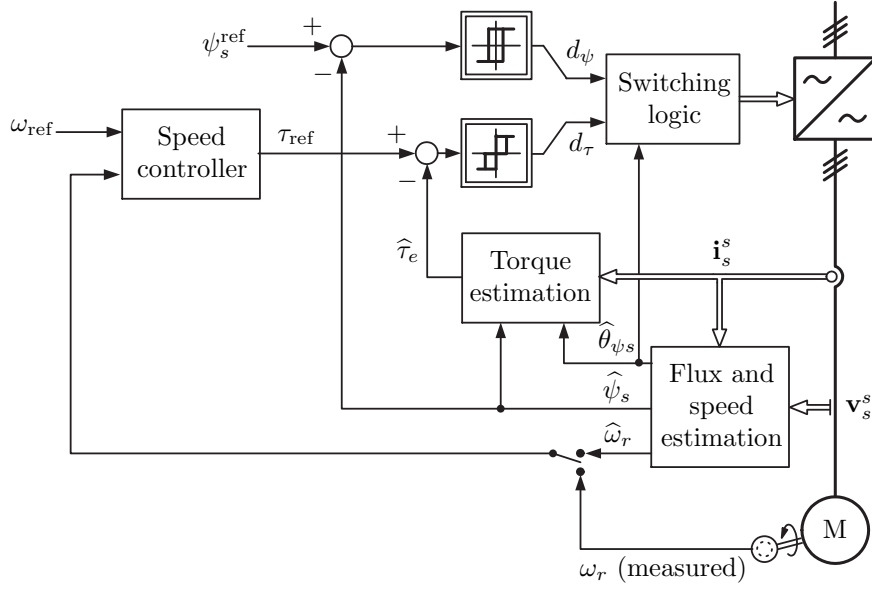 ψ_s^ref
+
−
d_ψ
Switching
logic
ω_ref
Speed
controller
τ_ref
+
−
d_τ
τ̂_e
Torque
estimation
i_s^s
θ̂_ψs
ψ̂_s
Flux and
speed
estimation
v_s^s
ω̂_r
M
ω_r (measured)